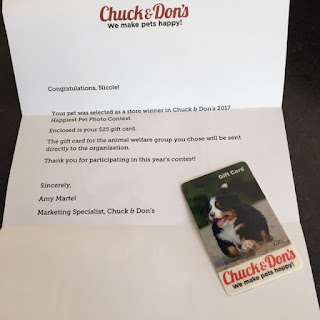 Chuck & Don's
We make pets happy!
Congratulations, Nicole!
Your pet was selected as a store winner in Chuck & Don's 2017
Happiest Pet Photo Contest.
Enclosed is your $25 gift card.
The gift card for the animal welfare group you chose will be sent
directly to the organization.
Thank you for participating in this year's contest!
Sincerely,
Amy Martel
Marketing Specialist, Chuck & Don's
Gift Card
Chuck & Don's
We make pets happy!